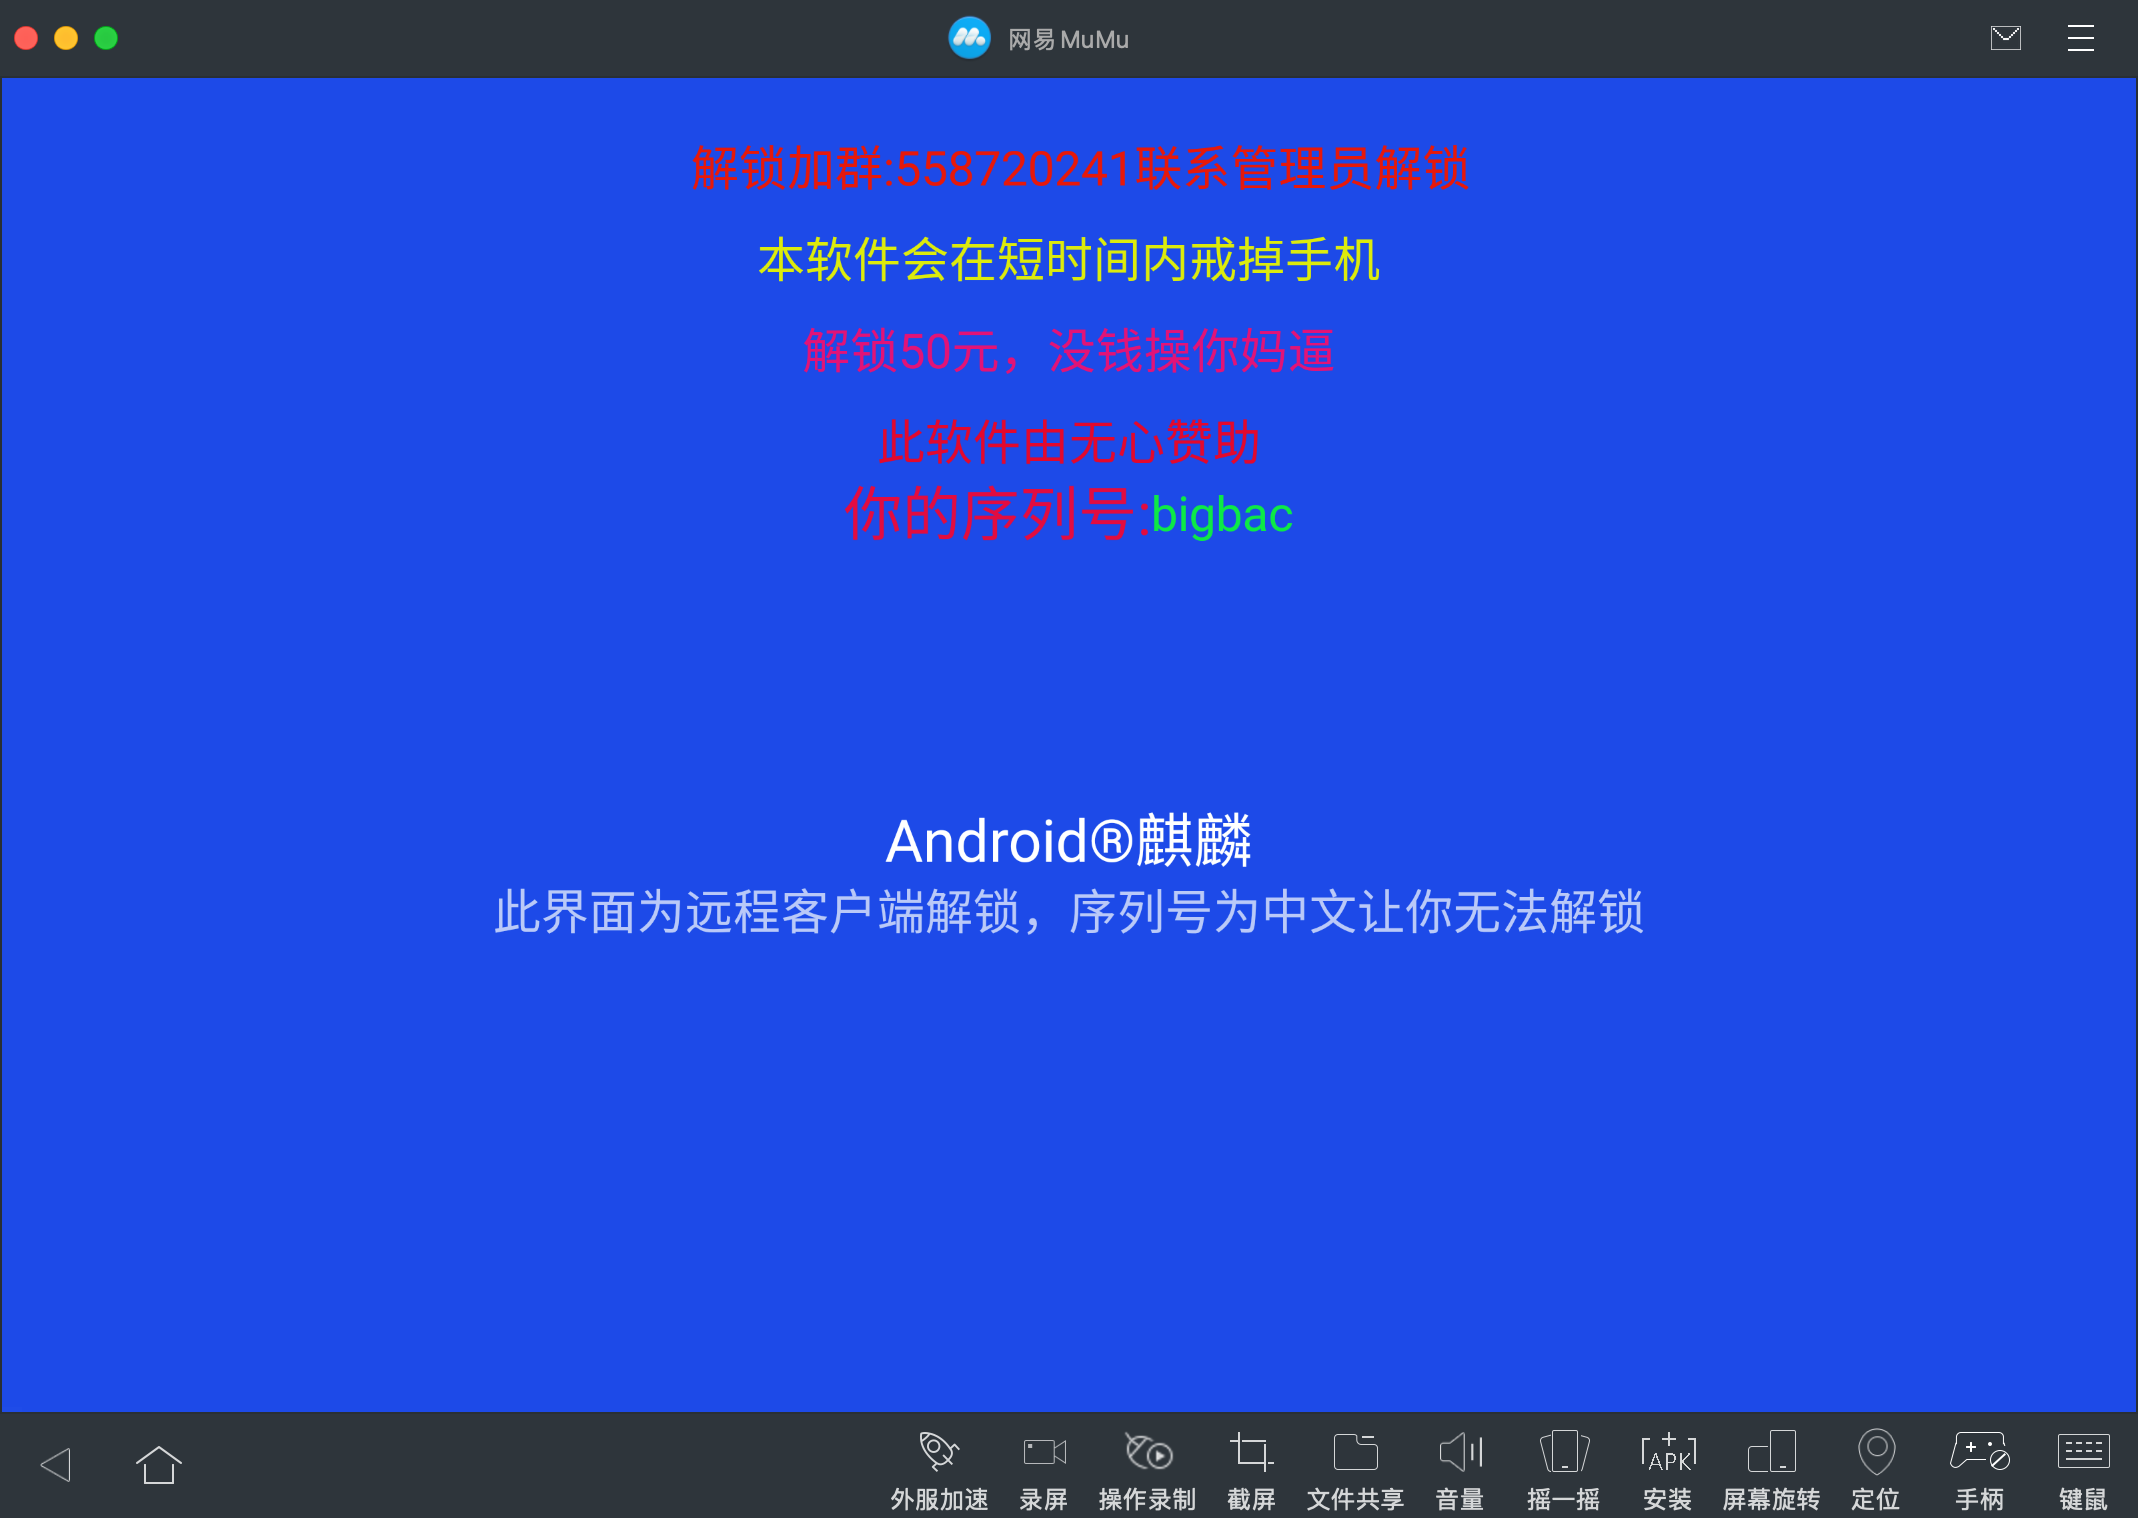 网易 MuMu
解锁加群:558720241联系管理员解锁
本软件会在短时间内戒掉手机
解锁50元，没钱操你妈逼
此软件由无心赞助
你的序列号:bigbac
Android®麒麟
此界面为远程客户端解锁，序列号为中文让你无法解锁
APK
外服加速 录屏 操作录制 截屏 文件共享 音量 摇一摇 安装 屏幕旋转 定位 手柄 键鼠